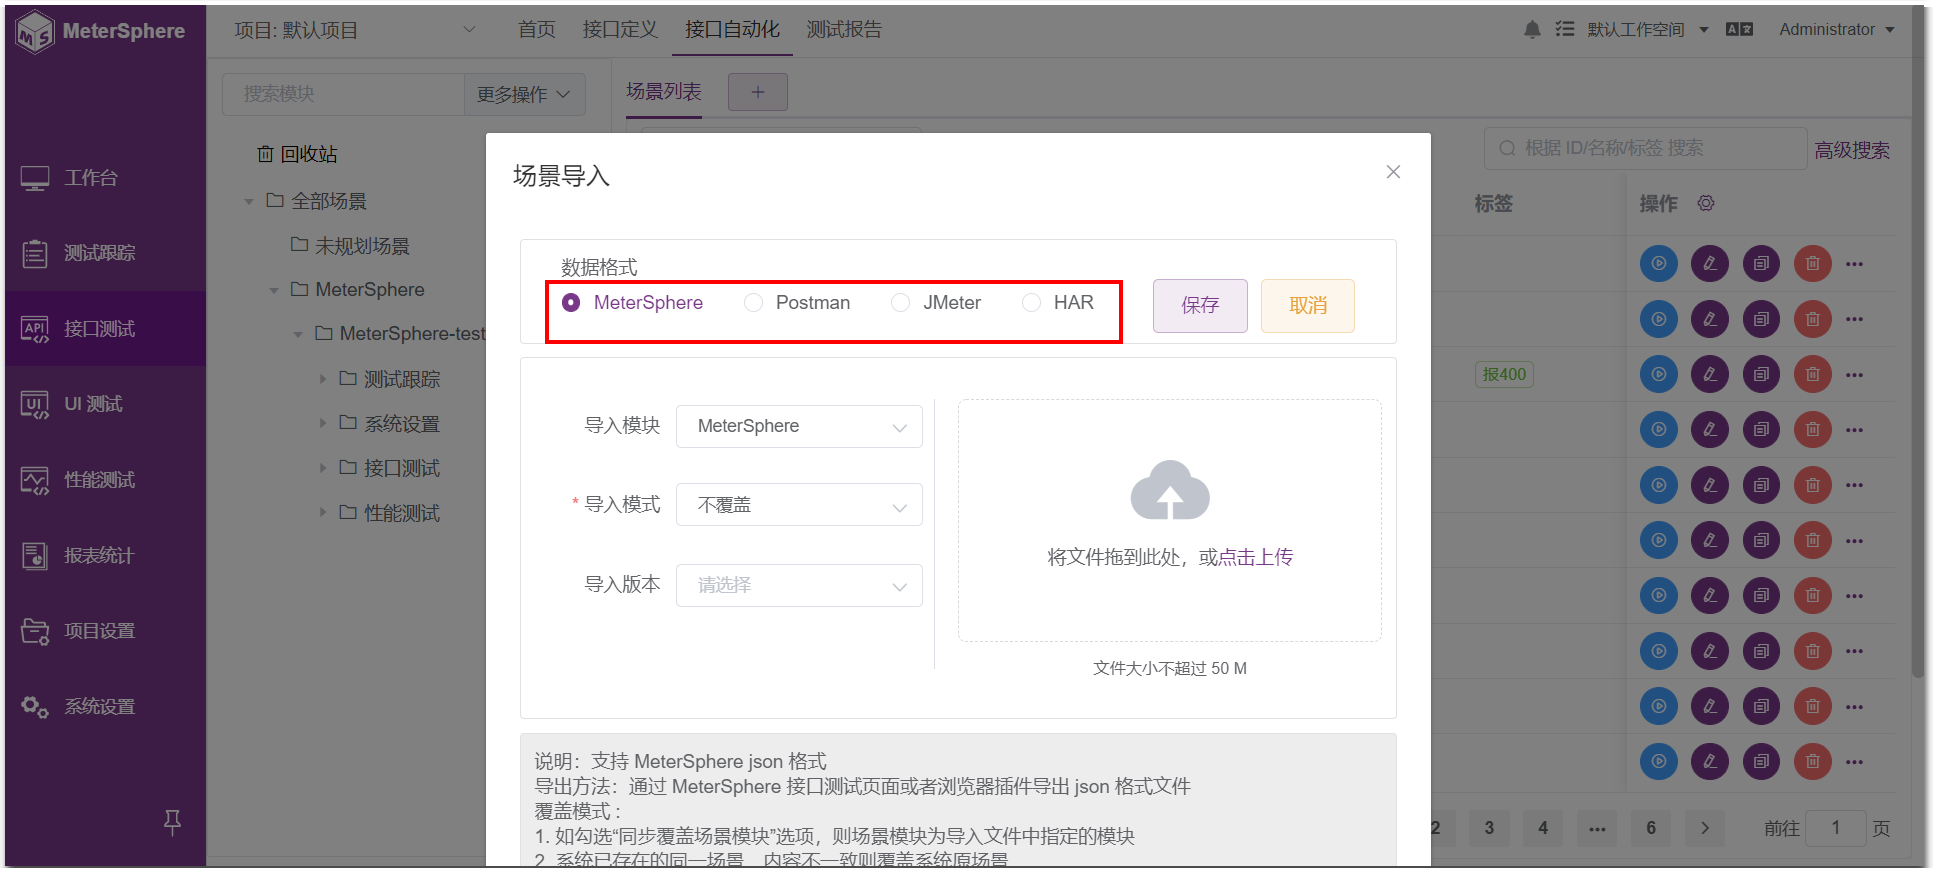 MeterSphere
项目: 默认项目
首页
接口定义
接口自动化
测试报告
默认工作空间
Administrator
搜索模块
更多操作
场景列表
+
回收站
全部场景
未规划场景
MeterSphere
MeterSphere-test
测试跟踪
系统设置
接口测试
性能测试
工作台
测试跟踪
接口测试
UI 测试
性能测试
报表统计
项目设置
系统设置
根据 ID/名称/标签 搜索
高级搜索
标签
操作
报400
场景导入
数据格式
MeterSphere
Postman
JMeter
HAR
保存
取消
导入模块
MeterSphere
* 导入模式
不覆盖
导入版本
请选择
将文件拖到此处，或点击上传
文件大小不超过 50 M
说明：支持 MeterSphere json 格式
导出方法：通过 MeterSphere 接口测试页面或者浏览器插件导出 json 格式文件
覆盖模式 :
1. 如勾选“同步覆盖场景模块”选项，则场景模块为导入文件中指定的模块
2. 系统已存在的同一场景，内容不一致则覆盖系统原场景
2
3
4
•••
6
前往
1
页